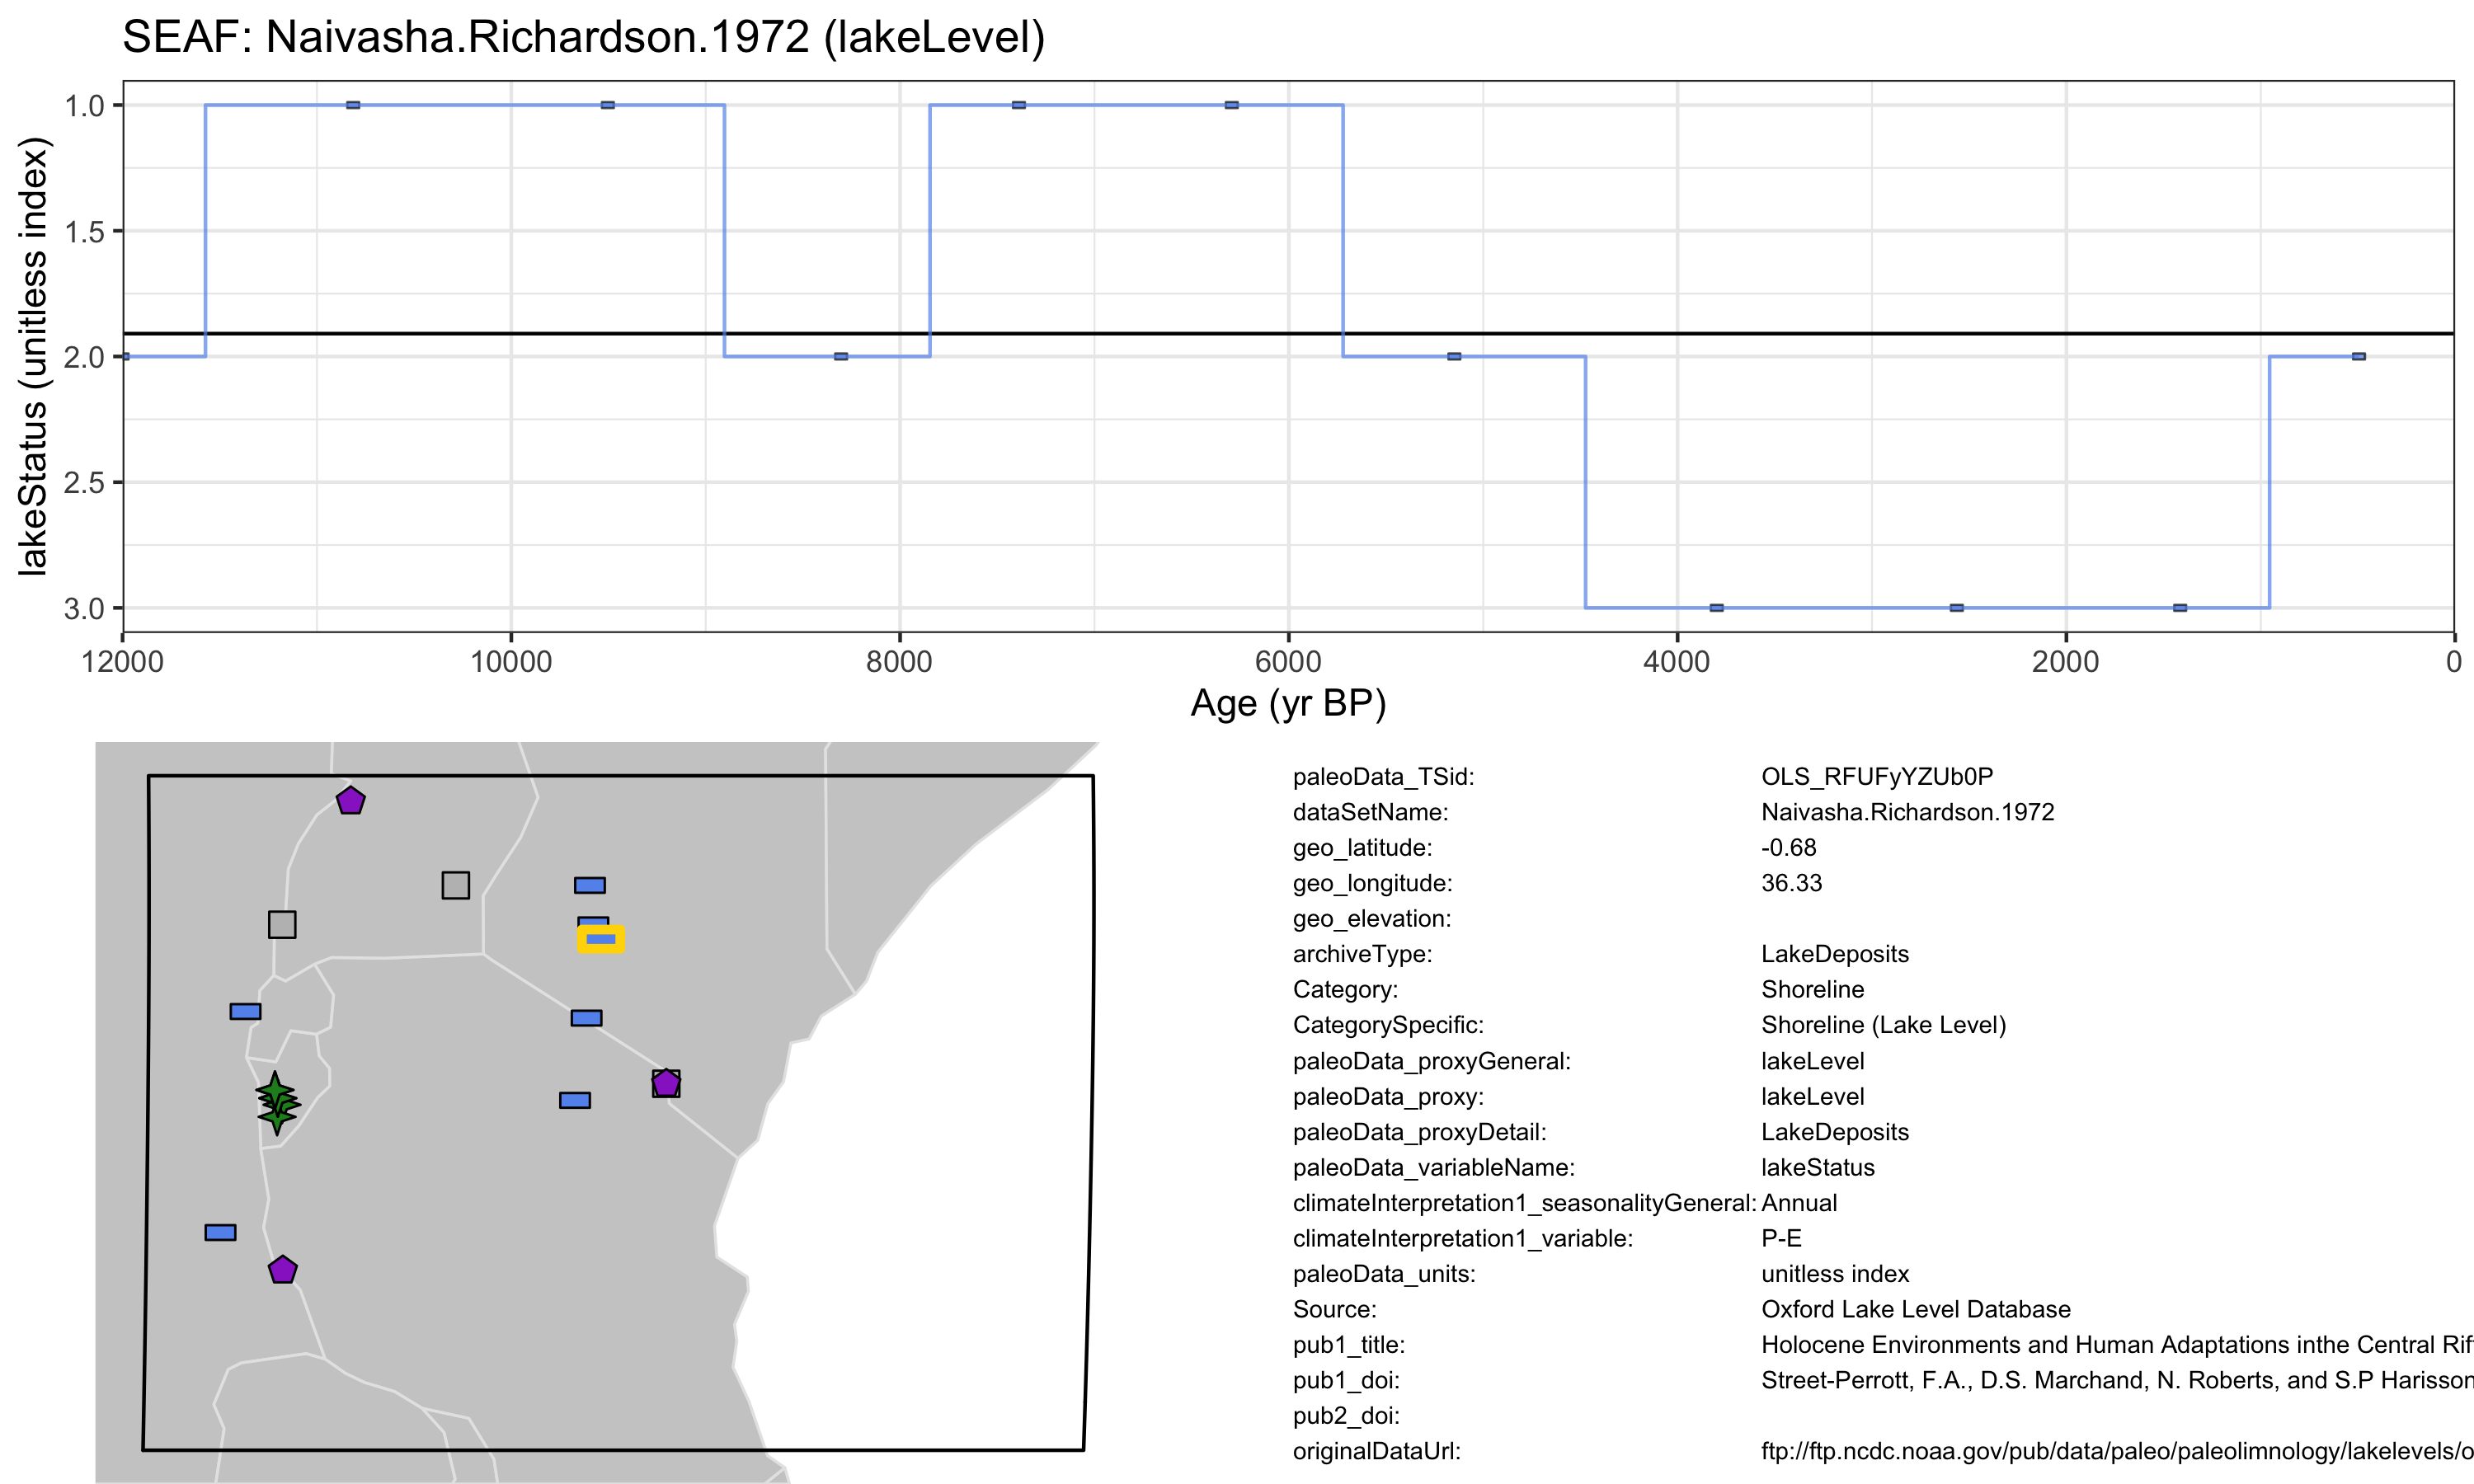 SEAF: Naivasha.Richardson.1972 (lakeLevel)
lakeStatus (unitless index)
1.0
1.5
2.0
2.5
3.0
12000 10000 8000 6000 4000 2000 0
Age (yr BP)
paleoData_TSid: OLS_RFUFyYZUb0P
dataSetName: Naivasha.Richardson.1972
geo_latitude: -0.68
geo_longitude: 36.33
geo_elevation:
archiveType: LakeDeposits
Category: Shoreline
CategorySpecific: Shoreline (Lake Level)
paleoData_proxyGeneral: lakeLevel
paleoData_proxy: lakeLevel
paleoData_proxyDetail: LakeDeposits
paleoData_variableName: lakeStatus
climateInterpretation1_seasonalityGeneral: Annual
climateInterpretation1_variable: P-E
paleoData_units: unitless index
Source: Oxford Lake Level Database
pub1_title: Holocene Environments and Human Adaptations inthe Central Rif
pub1_doi: Street-Perrott, F.A., D.S. Marchand, N. Roberts, and S.P Harisson
pub2_doi:
originalDataUrl: ftp://ftp.ncdc.noaa.gov/pub/data/paleo/paleolimnology/lakelevels/o